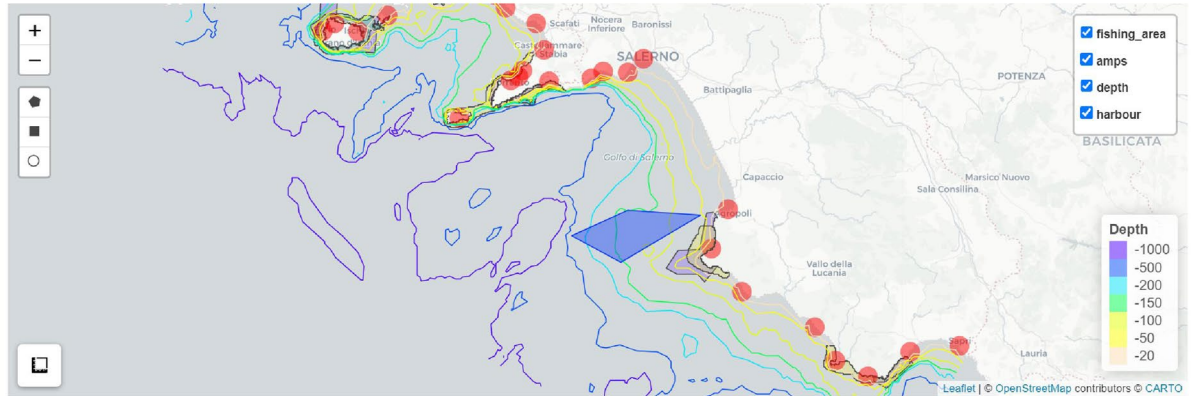 +
−
Scafati
Nocera
Inferiore
Baronissi
Castellammare
di Stabia
SALERNO
Battipaglia
POTENZA
BASILICATA
fishing_area
amps
depth
harbour
Golfo di Salerno
Capaccio
Marsico Nuovo
Sala Consilina
Agropoli
Vallo della
Lucania
Sapri
Lauria
Depth
-1000
-500
-200
-150
-100
-50
-20
Leaflet | © OpenStreetMap contributors © CARTO